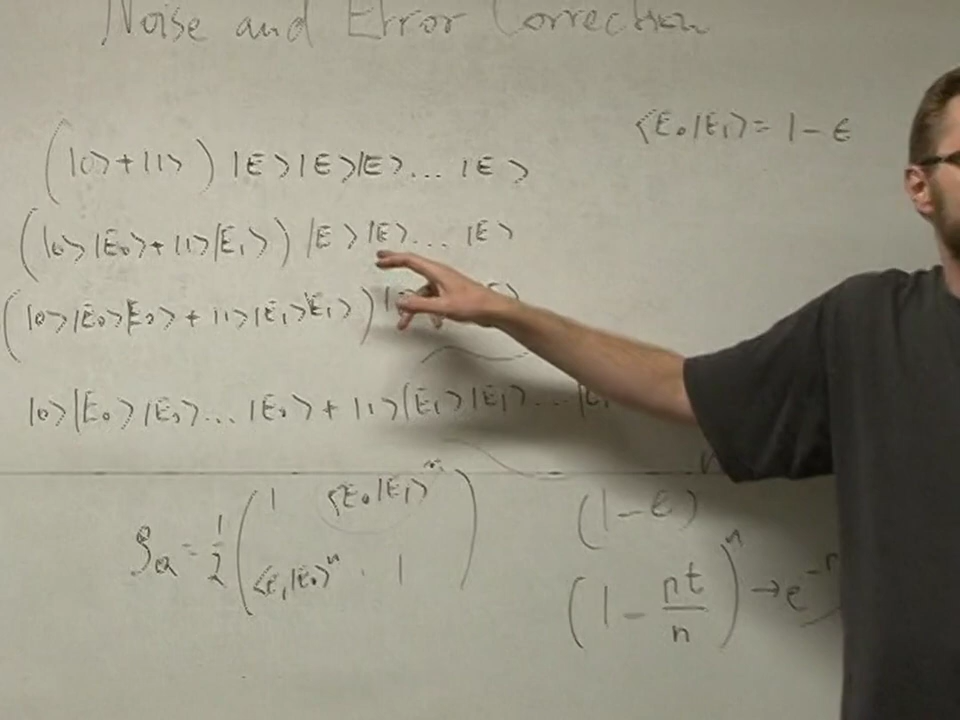 Noise and Error Correction
⟨E₀|E₁⟩ = 1 - ϵ
(|0⟩+|1⟩) |E⟩|E⟩|E⟩... |E⟩
(|0⟩|E₀⟩+|1⟩|E₁⟩) |E⟩|E⟩... |E⟩
(|0⟩|E₀⟩|E₀⟩ + |1⟩|E₁⟩|E₁⟩)
|0⟩|E₀⟩|E₀⟩... |E₀⟩ + |1⟩|E₁⟩|E₁⟩...
ρ_Q = 1/2 ( 1 ⟨E₀|E₁⟩ⁿ
⟨E₁|E₀⟩ⁿ 1 )
(1-ϵ)ⁿ
(1 - nt/n)ⁿ → e